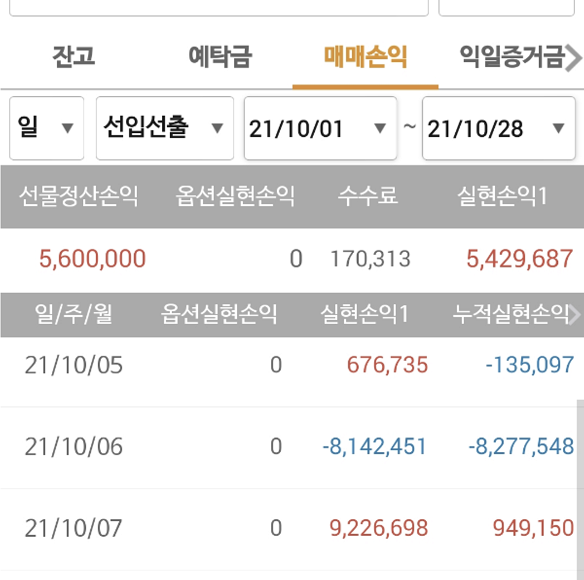 잔고 예탁금 매매손익 익일증거금
일 ▼ 선입선출 ▼ 21/10/01 ▼ ~ 21/10/28 ▼
선물정산손익 옵션실현손익 수수료 실현손익1
5,600,000 0 170,313 5,429,687
일/주/월 옵션실현손익 실현손익1 누적실현손익
21/10/05 0 676,735 -135,097
21/10/06 0 -8,142,451 -8,277,548
21/10/07 0 9,226,698 949,150